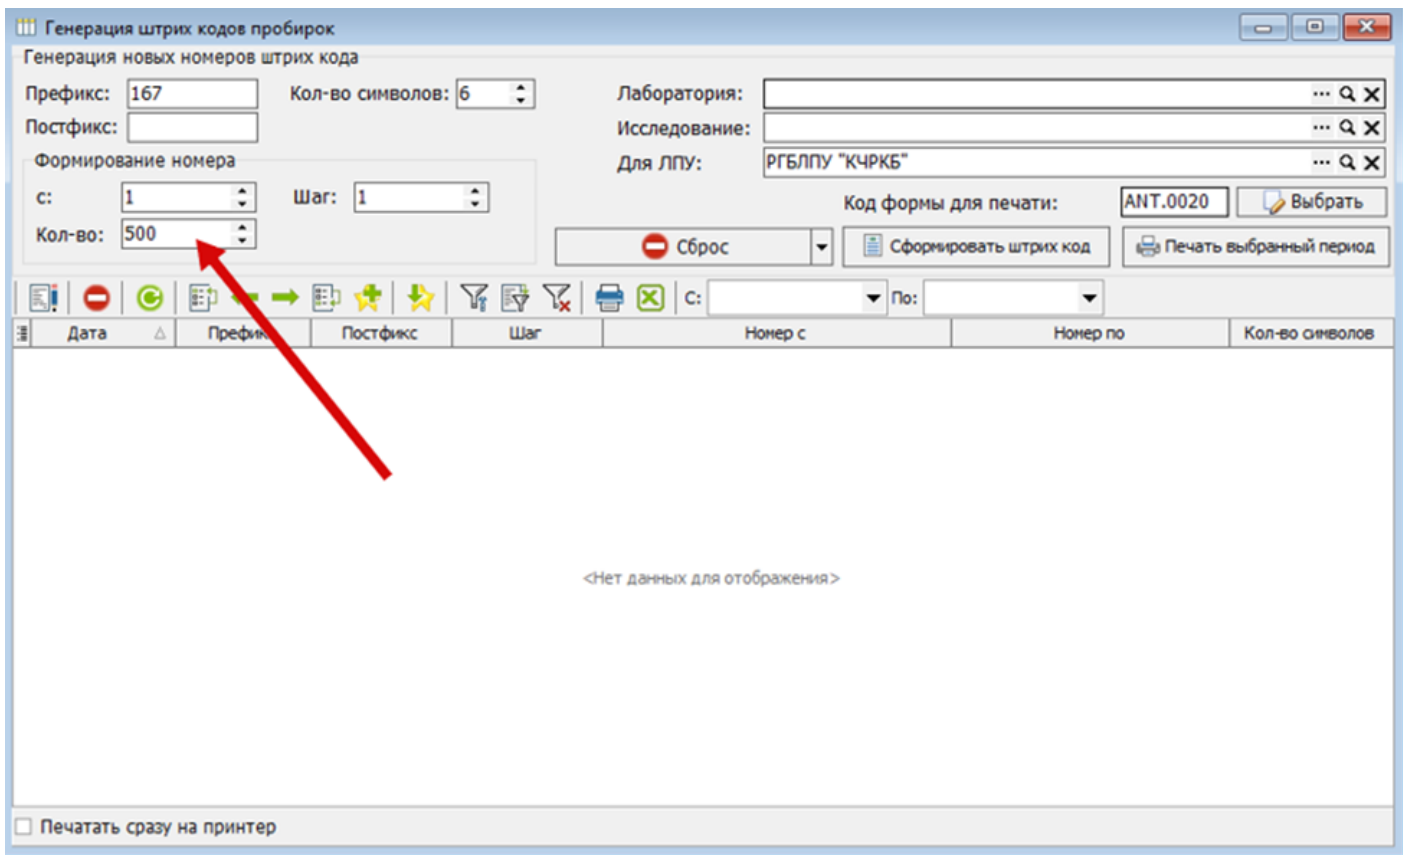 Генерация штрих кодов пробирок
Генерация новых номеров штрих кода
Префикс: 167 Кол-во символов: 6 Лаборатория:
Постфикс: Исследование:
Формирование номера Для ЛПУ: РГБЛПУ "КЧРКБ"
с: 1 Шаг: 1 Код формы для печати: ANT.0020 Выбрать
Кол-во: 500 Сброс Сформировать штрих код Печать выбранный период
С: По:
Дата Префикс Постфикс Шаг Номер с Номер по Кол-во символов
<Нет данных для отображения>
Печатать сразу на принтер